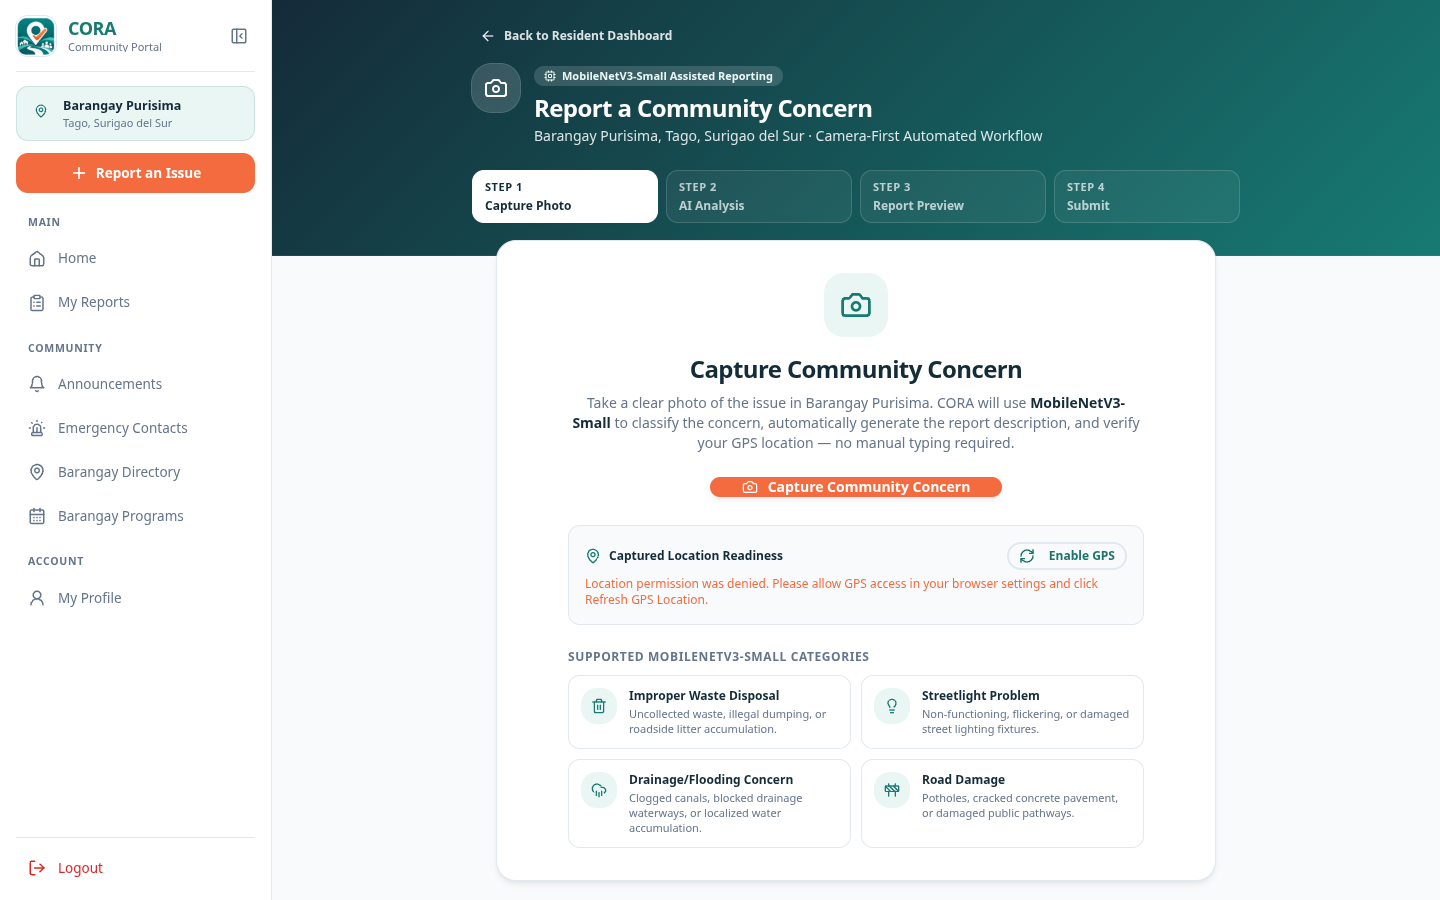 CORA
Community Portal
Barangay Purisima
Tago, Surigao del Sur
Report an Issue
MAIN
Home
My Reports
COMMUNITY
Announcements
Emergency Contacts
Barangay Directory
Barangay Programs
ACCOUNT
My Profile
Logout
Back to Resident Dashboard
MobileNetV3-Small Assisted Reporting
Report a Community Concern
Barangay Purisima, Tago, Surigao del Sur · Camera-First Automated Workflow
STEP 1
Capture Photo
STEP 2
AI Analysis
STEP 3
Report Preview
STEP 4
Submit
Capture Community Concern
Take a clear photo of the issue in Barangay Purisima. CORA will use MobileNetV3-
Small to classify the concern, automatically generate the report description, and verify
your GPS location — no manual typing required.
Capture Community Concern
Captured Location Readiness
Enable GPS
Location permission was denied. Please allow GPS access in your browser settings and click
Refresh GPS Location.
SUPPORTED MOBILENETV3-SMALL CATEGORIES
Improper Waste Disposal
Uncollected waste, illegal dumping, or
roadside litter accumulation.
Streetlight Problem
Non-functioning, flickering, or damaged
street lighting fixtures.
Drainage/Flooding Concern
Clogged canals, blocked drainage
waterways, or localized water
accumulation.
Road Damage
Potholes, cracked concrete pavement,
or damaged public pathways.